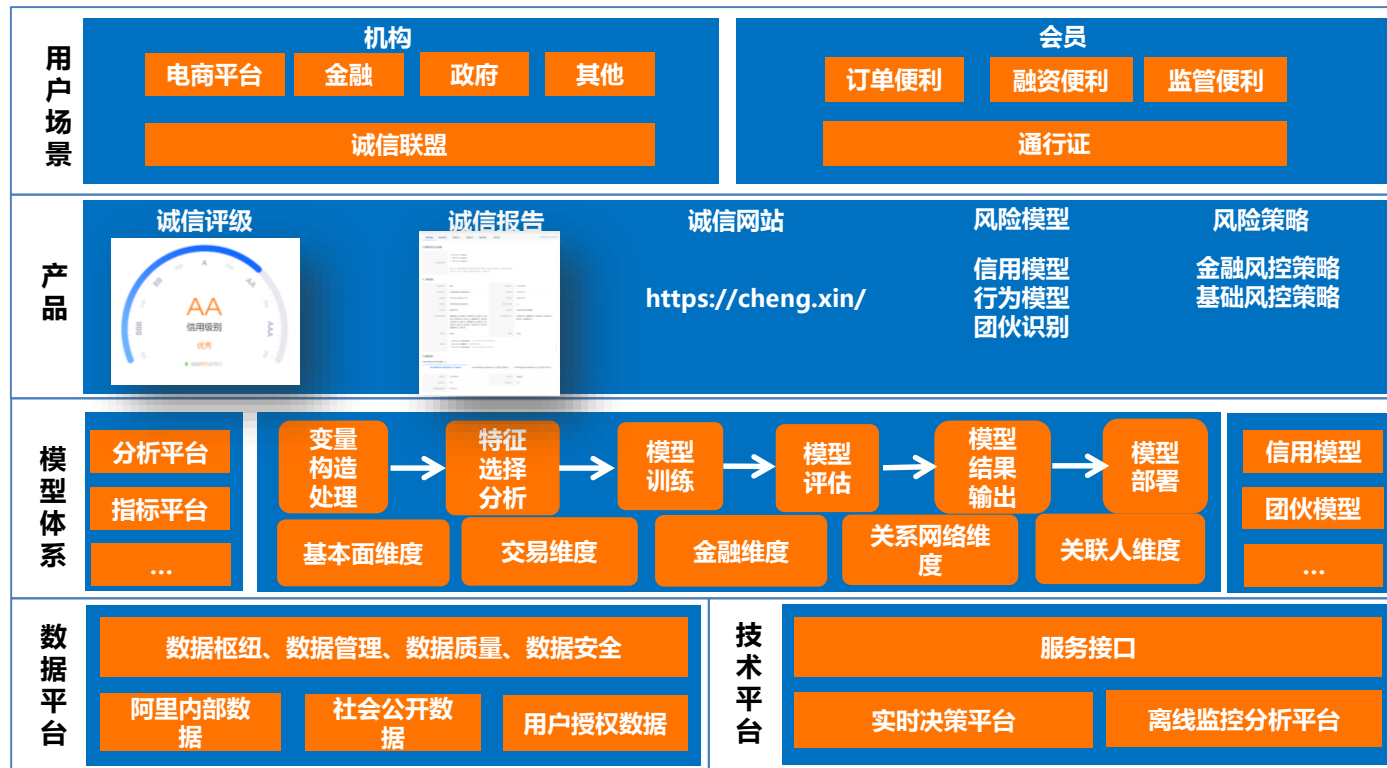 用户场景
机构
电商平台
金融
政府
其他
诚信联盟
会员
订单便利
融资便利
监管便利
通行证
产品
诚信评级
BBB
BB
A
AA
AAA
AA
信用级别
优秀
诚信报告
诚信网站
https://cheng.xin/
风险模型
信用模型
行为模型
团伙识别
风险策略
金融风控策略
基础风控策略
模型体系
分析平台
指标平台
...
变量
构造
处理
特征
选择
分析
模型
训练
模型
评估
模型
结果
输出
模型
部署
基本面维度
交易维度
金融维度
关系网络维
度
关联人维度
信用模型
团伙模型
...
数据平台
数据枢纽、数据管理、数据质量、数据安全
阿里内部数
据
社会公开数
据
用户授权数据
技术平台
服务接口
实时决策平台
离线监控分析平台